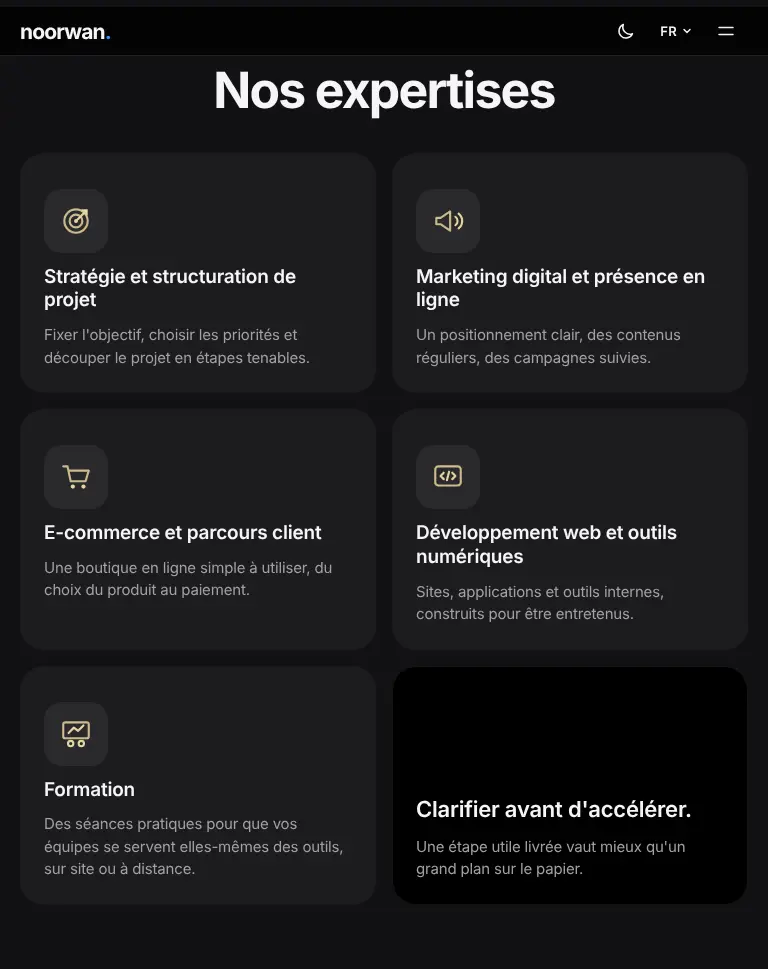 noorwan.
FR
Nos expertises
Stratégie et structuration de
projet
Fixer l'objectif, choisir les priorités et
découper le projet en étapes tenables.
Marketing digital et présence en
ligne
Un positionnement clair, des contenus
réguliers, des campagnes suivies.
E-commerce et parcours client
Une boutique en ligne simple à utiliser, du
choix du produit au paiement.
Développement web et outils
numériques
Sites, applications et outils internes,
construits pour être entretenus.
Formation
Des séances pratiques pour que vos
équipes se servent elles-mêmes des outils,
sur site ou à distance.
Clarifier avant d'accélérer.
Une étape utile livrée vaut mieux qu'un
grand plan sur le papier.